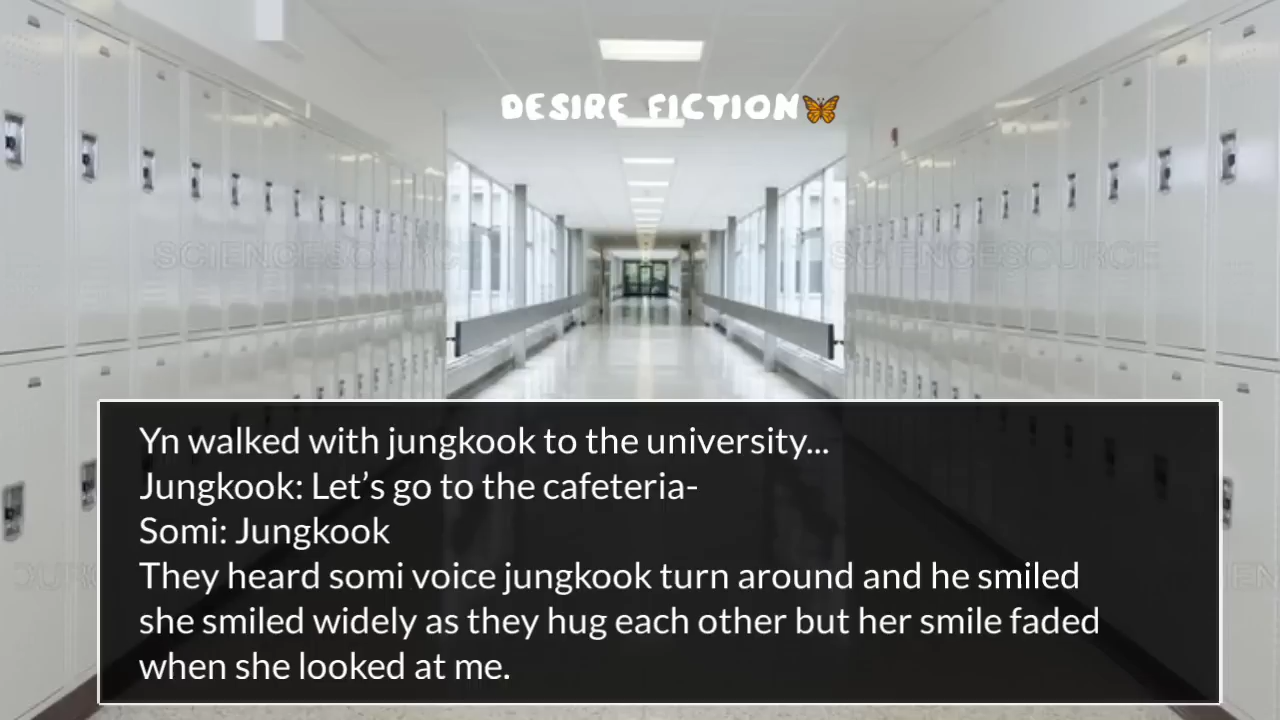 DESIRE FICTION🦋
SCIENCESOURCE SCIENCESOURCE
Yn walked with jungkook to the university...
Jungkook: Let’s go to the cafeteria-
Somi: Jungkook
They heard somi voice jungkook turn around and he smiled
she smiled widely as they hug each other but her smile faded
when she looked at me.